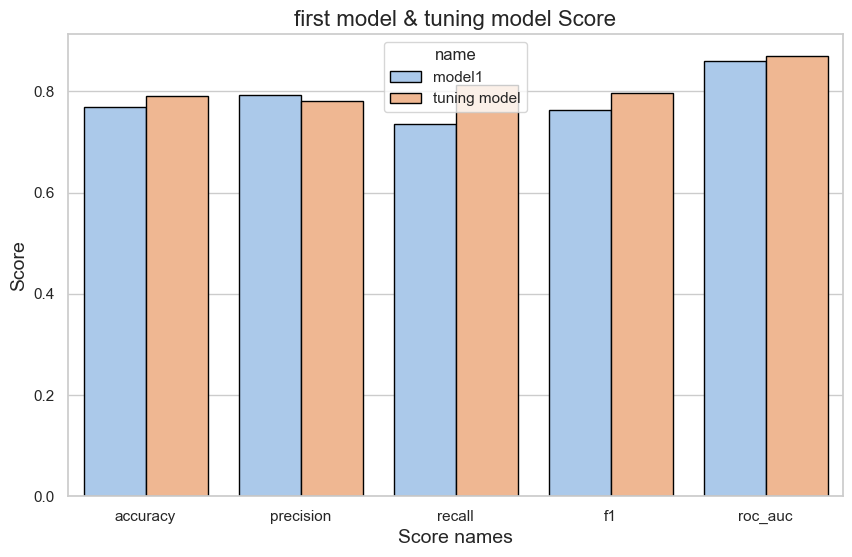 first model & tuning model Score
name
model1
tuning model
Score
0.8
0.6
0.4
0.2
0.0
accuracy precision recall f1 roc_auc
Score names